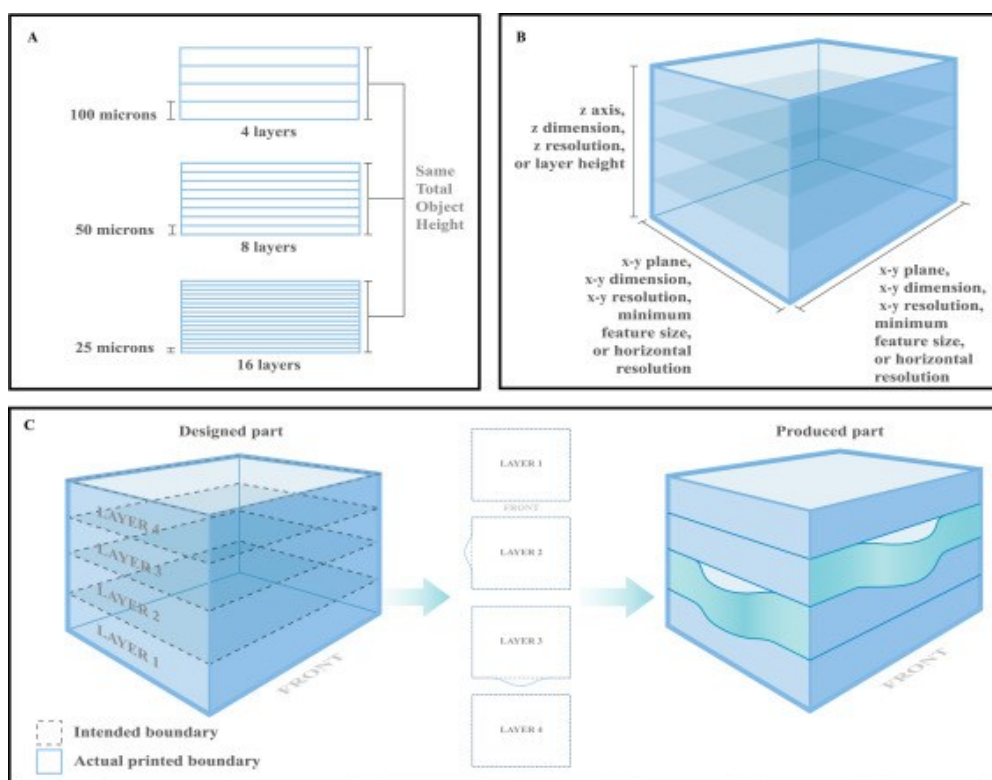 A
100 microns
4 layers
50 microns
8 layers
25 microns
16 layers
Same
Total
Object
Height
B
z axis,
z dimension,
z resolution,
or layer height
x-y plane,
x-y dimension,
x-y resolution,
minimum
feature size,
or horizontal
resolution
x-y plane,
x-y dimension,
x-y resolution,
minimum
feature size,
or horizontal
resolution
C
Designed part
LAYER 4
LAYER 3
LAYER 2
LAYER 1
FRONT
Intended boundary
Actual printed boundary
LAYER 1
FRONT
LAYER 2
LAYER 3
LAYER 4
Produced part
FRONT